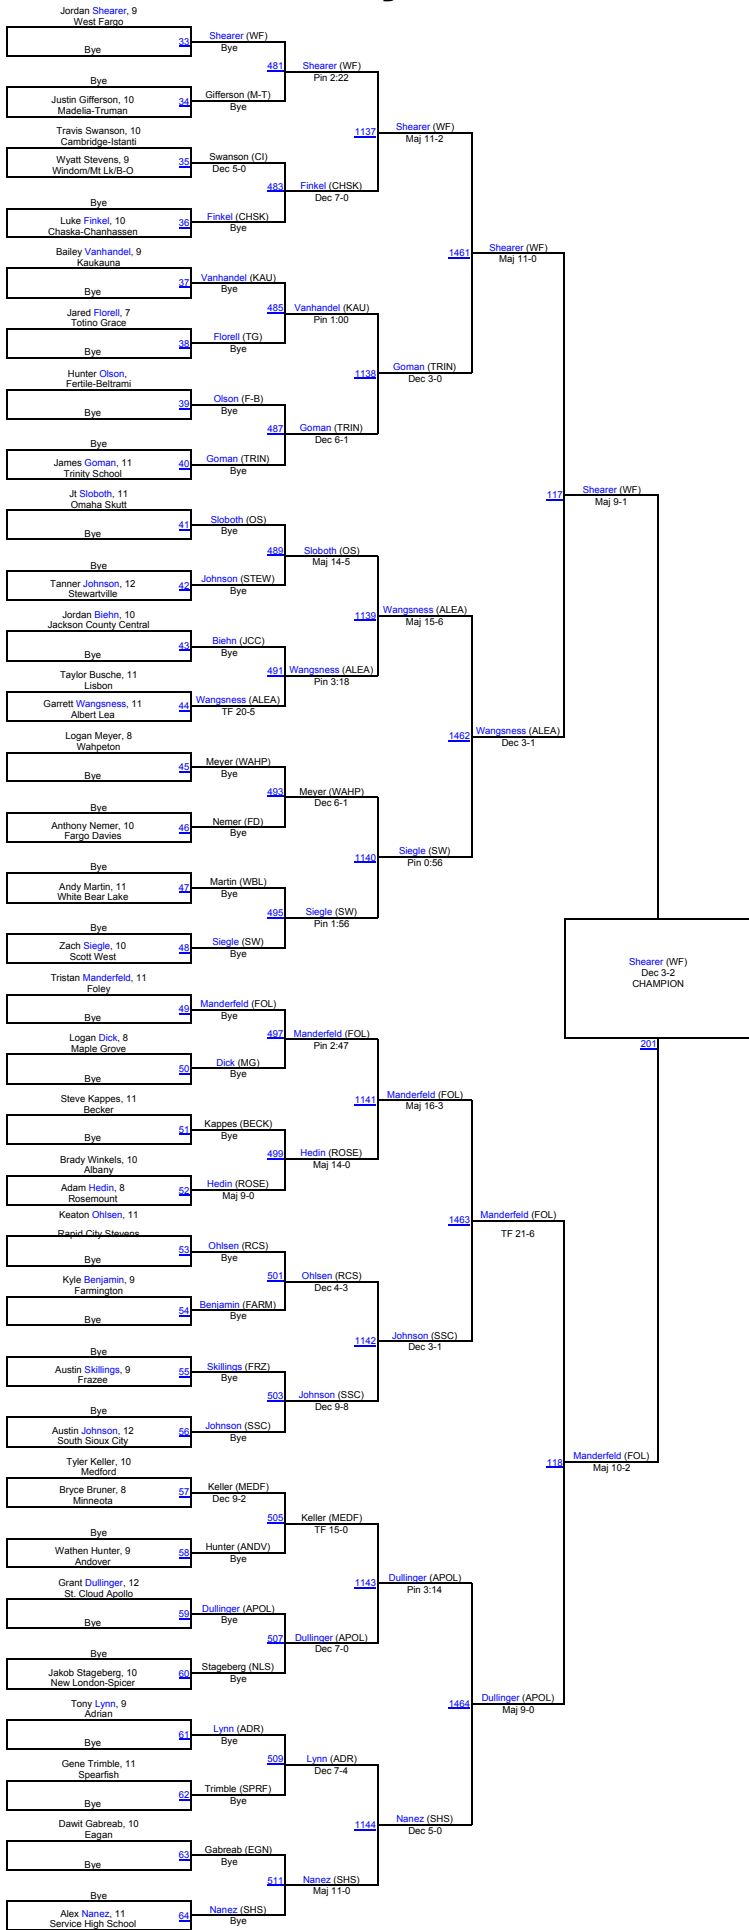 Jordan Shearer, 9
West Fargo
33
Bye
Shearer (WF)
Bye
481
Shearer (WF)
Pin 2:22
Bye
Justin Gifferson, 10
34
Madelia-Truman
Gifferson (M-T)
Bye
1137
Shearer (WF)
Maj 11-2
Travis Swanson, 10
Cambridge-Istanti
Wyatt Stevens, 9
35
Windom/Mt Lk/B-O
Swanson (CI)
Dec 5-0
483
Finkel (CHSK)
Dec 7-0
Bye
Luke Finkel, 10
36
Chaska-Chanhassen
Finkel (CHSK)
Bye
1461
Shearer (WF)
Maj 11-0
Bailey Vanhandel, 9
Kaukauna
37
Bye
Vanhandel (KAU)
Bye
485
Vanhandel (KAU)
Pin 1:00
Jared Florell, 7
Totino Grace
38
Bye
Florell (TG)
Bye
1138
Goman (TRIN)
Dec 3-0
Hunter Olson,
Fertile-Beltrami
39
Bye
Olson (F-B)
Bye
487
Goman (TRIN)
Dec 6-1
Bye
James Goman, 11
40
Trinity School
Goman (TRIN)
Bye
117
Shearer (WF)
Maj 9-1
Jt Sloboth, 11
Omaha Skutt
41
Bye
Sloboth (OS)
Bye
489
Sloboth (OS)
Maj 14-5
Bye
Tanner Johnson, 12
42
Stewartville
Johnson (STEW)
Bye
1139
Wangsness (ALEA)
Maj 15-6
Jordan Biehn, 10
Jackson County Central
43
Bye
Biehn (JCC)
Bye
491
Wangsness (ALEA)
Pin 3:18
Taylor Busche, 11
Lisbon
Garrett Wangsness, 11
44
Albert Lea
Wangsness (ALEA)
TF 20-5
1462
Wangsness (ALEA)
Dec 3-1
Logan Meyer, 8
Wahpeton
45
Bye
Meyer (WAHP)
Bye
493
Meyer (WAHP)
Dec 6-1
Bye
Anthony Nemer, 10
46
Fargo Davies
Nemer (FD)
Bye
1140
Siegle (SW)
Pin 0:56
Bye
Andy Martin, 11
47
White Bear Lake
Martin (WBL)
Bye
495
Siegle (SW)
Pin 1:56
Bye
Zach Siegle, 10
48
Scott West
Siegle (SW)
Bye
Shearer (WF)
Dec 3-2
CHAMPION
201
Tristan Manderfeld, 11
Foley
49
Bye
Manderfeld (FOL)
Bye
497
Manderfeld (FOL)
Pin 2:47
Logan Dick, 8
Maple Grove
50
Bye
Dick (MG)
Bye
1141
Manderfeld (FOL)
Maj 16-3
Steve Kappes, 11
Becker
51
Bye
Kappes (BECK)
Bye
499
Hedin (ROSE)
Maj 14-0
Brady Winkels, 10
Albany
Adam Hedin, 8
52
Rosemount
Hedin (ROSE)
Maj 9-0
1463
Manderfeld (FOL)
TF 21-6
Keaton Ohlsen, 11
Rapid City Stevens
53
Bye
Ohlsen (RCS)
Bye
501
Ohlsen (RCS)
Dec 4-3
Kyle Benjamin, 9
Farmington
54
Bye
Benjamin (FARM)
Bye
1142
Johnson (SSC)
Dec 3-1
Bye
Austin Skillings, 9
55
Frazee
Skillings (FRZ)
Bye
503
Johnson (SSC)
Dec 9-8
Bye
Austin Johnson, 12
56
South Sioux City
Johnson (SSC)
Bye
118
Manderfeld (FOL)
Maj 10-2
Tyler Keller, 10
Medford
Bryce Bruner, 8
57
Minneota
Keller (MEDF)
Dec 9-2
505
Keller (MEDF)
TF 15-0
Bye
Wathen Hunter, 9
58
Andover
Hunter (ANDV)
Bye
1143
Dullinger (APOL)
Pin 3:14
Grant Dullinger, 12
St. Cloud Apollo
59
Bye
Dullinger (APOL)
Bye
507
Dullinger (APOL)
Dec 7-0
Bye
Jakob Stageberg, 10
60
New London-Spicer
Stageberg (NLS)
Bye
1464
Dullinger (APOL)
Maj 9-0
Tony Lynn, 9
Adrian
61
Bye
Lynn (ADR)
Bye
509
Lynn (ADR)
Dec 7-4
Gene Trimble, 11
Spearfish
62
Bye
Trimble (SPRF)
Bye
1144
Nanez (SHS)
Dec 5-0
Dawit Gabreab, 10
Eagan
63
Bye
Gabreab (EGN)
Bye
511
Nanez (SHS)
Maj 11-0
Bye
Alex Nanez, 11
64
Service High School
Nanez (SHS)
Bye